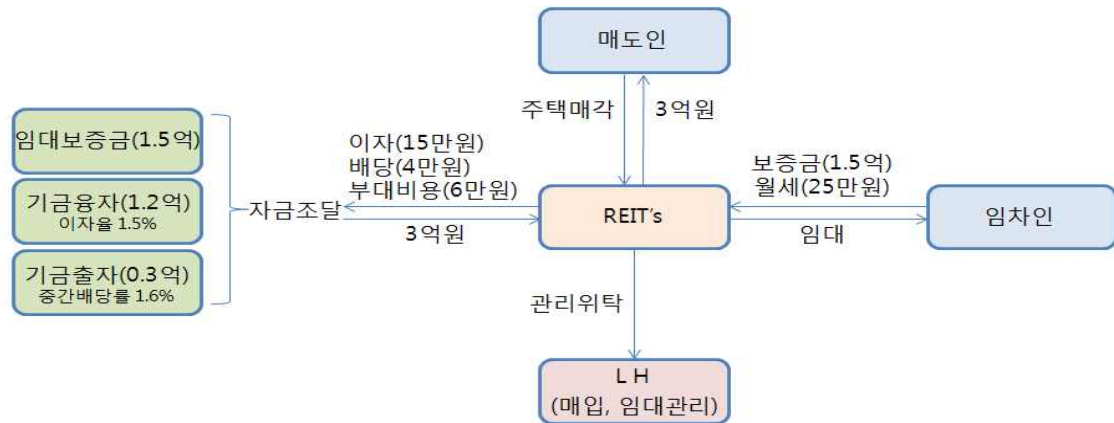 매도인
주택매각
3억원
임대보증금(1.5억)
기금융자(1.2억)
이자율 1.5%
기금출자(0.3억)
중간배당률 1.6%
자금조달
이자(15만원)
배당(4만원)
부대비용(6만원)
3억원
REIT's
보증금(1.5억)
월세(25만원)
임대
임차인
관리위탁
L H
(매입, 임대관리)